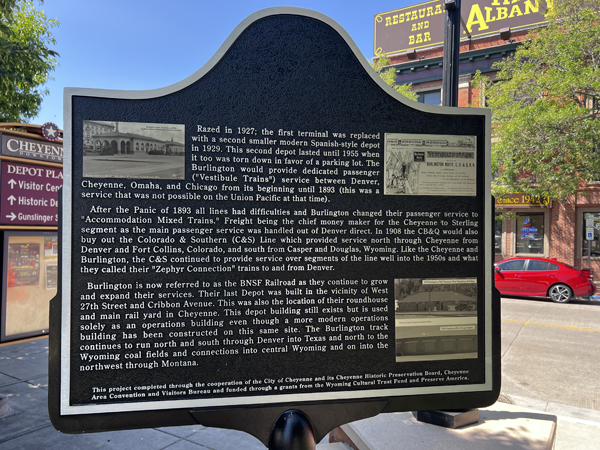 RESTAURANT
AND
BAR
THE
ALBANY
Since 1942
CHEYENNE
DEPOT PLA
Visitor Cen
Historic De
Gunslinger S
Razed in 1927; the first terminal was replaced
with a second smaller modern Spanish-style depot
in 1929. This second depot lasted until 1955 when
it too was torn down in favor of a parking lot. The
Burlington would provide dedicated passenger
("Vestibule Trains") service between Denver,
Cheyenne, Omaha, and Chicago from its beginning until 1893 (this was a
service that was not possible on the Union Pacific at that time).
After the Panic of 1893 all lines had difficulties and Burlington changed their passenger service to
"Accommodation Mixed Trains." Freight being the chief money maker for the Cheyenne to Sterling
segment as the main passenger service was handled out of Denver direct. In 1908 the CB&Q would also
buy out the Colorado & Southern (C&S) Line which provided service north through Cheyenne from
Denver and Fort Collins, Colorado, and south from Casper and Douglas, Wyoming. Like the Cheyenne and
Burlington, the C&S continued to provide service over segments of the line well into the 1950s and what
they called their "Zephyr Connection" trains to and from Denver.
Burlington is now referred to as the BNSF Railroad as they continue to grow
and expand their services. Their last Depot was built in the vicinity of West
27th Street and Cribbon Avenue. This was also the location of their roundhouse
and main rail yard in Cheyenne. This depot building still exists but is used
solely as an operations building even though a more modern operations
building has been constructed on this same site. The Burlington track
continues to run north and south through Denver into Texas and north to the
Wyoming coal fields and connections into central Wyoming and on into the
northwest through Montana.
This project completed through the cooperation of the City of Cheyenne and its Cheyenne Historic Preservation Board, Cheyenne
Area Convention and Visitors Bureau and funded through a grants from the Wyoming Cultural Trust Fund and Preserve America.